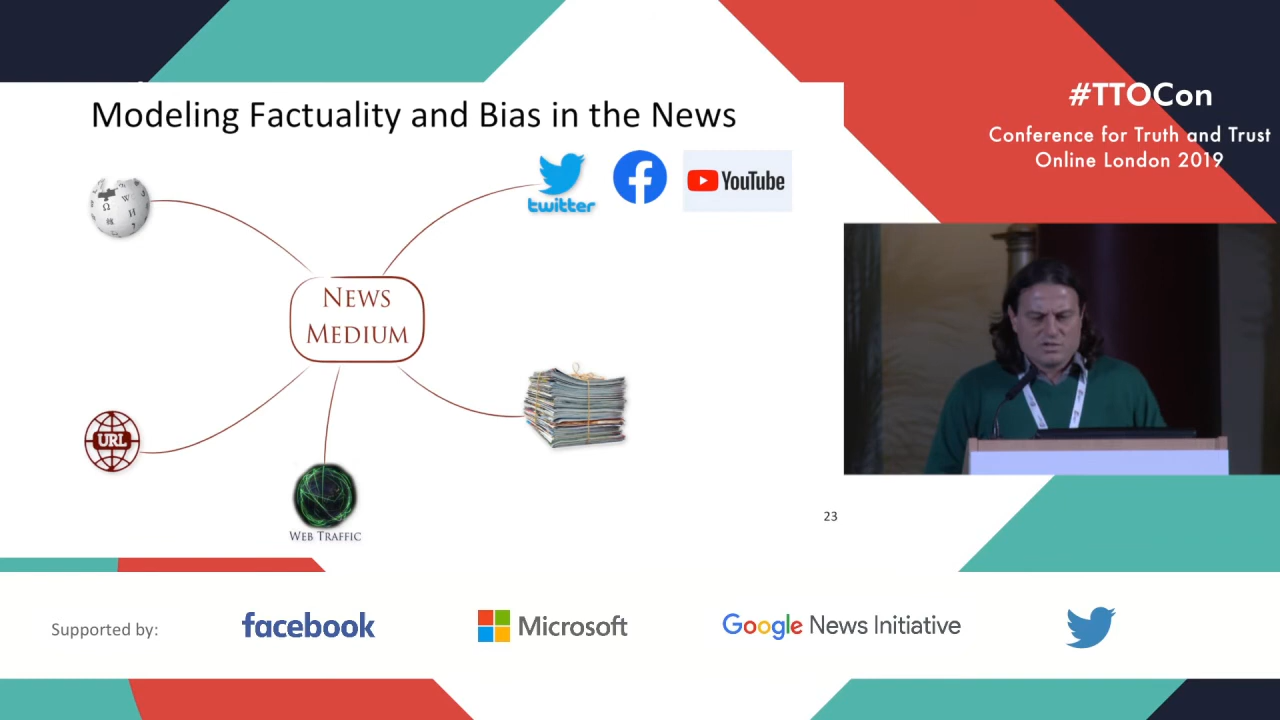 Modeling Factuality and Bias in the News
#TTOCon
Conference for Truth and Trust
Online London 2019
twitter
YouTube
Ω W
H
NEWS
MEDIUM
URL
WEB TRAFFIC
23
Supported by:
facebook
Microsoft
Google News Initiative